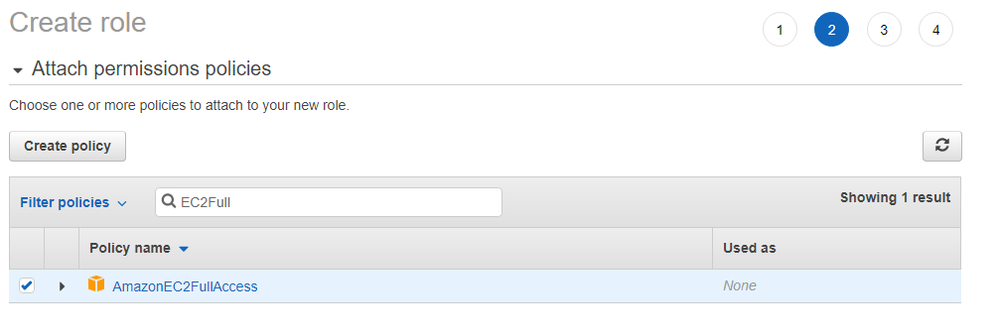 Create role
1 2 3 4
Attach permissions policies
Choose one or more policies to attach to your new role.
Create policy
Filter policies EC2Full Showing 1 result
Policy name Used as
AmazonEC2FullAccess None